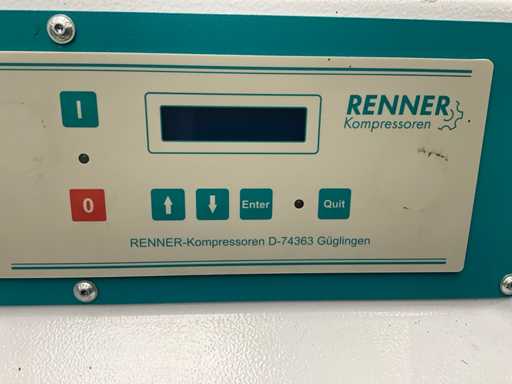 I
RENNER
Kompressoren
0
Enter
Quit
RENNER-Kompressoren D-74363 Güglingen